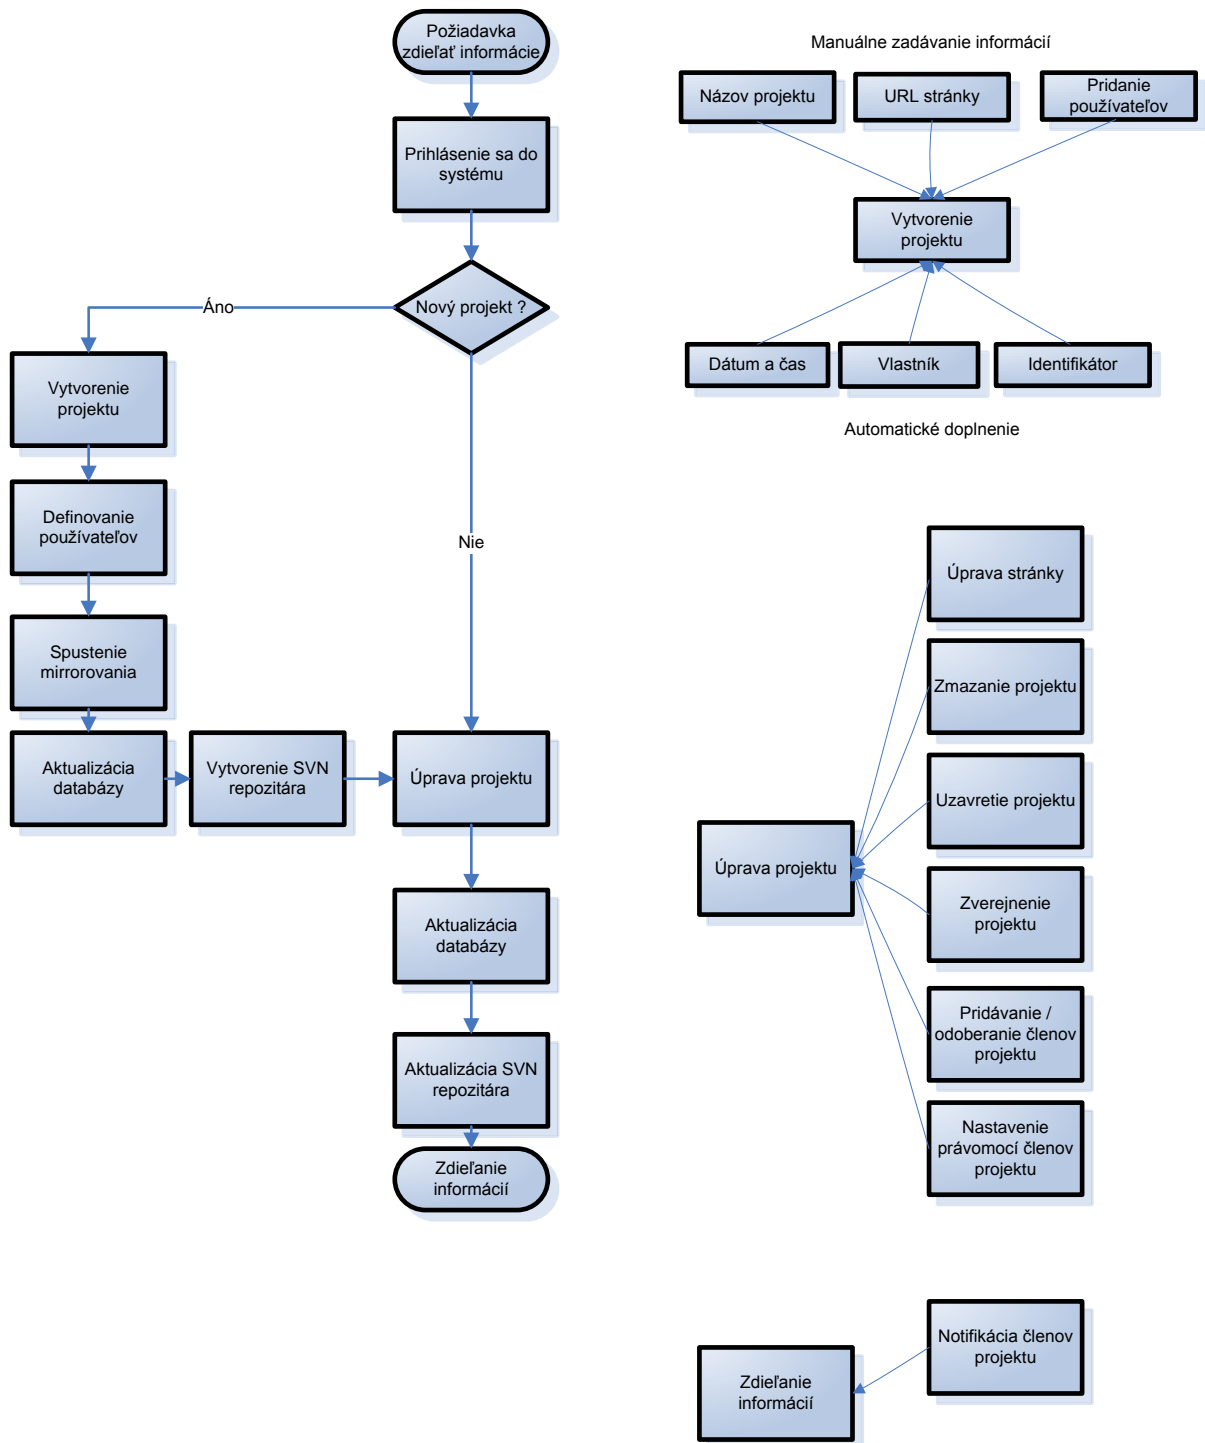 Požiadavka
zdieľať informácie
Prihlásenie sa do
systému
Nový projekt ?
Áno
Vytvorenie
projektu
Definovanie
používateľov
Nie
Spustenie
mirrorovania
Aktualizácia
databázy
Vytvorenie SVN
repozitára
Úprava projektu
Aktualizácia
databázy
Aktualizácia SVN
repozitára
Zdieľanie
informácií
Manuálne zadávanie informácií
Názov projektu
URL stránky
Pridanie
používateľov
Vytvorenie
projektu
Dátum a čas
Vlastník
Identifikátor
Automatické doplnenie
Úprava stránky
Zmazanie projektu
Uzavretie projektu
Úprava projektu
Zverejnenie
projektu
Pridávanie /
odoberanie členov
projektu
Nastavenie
právomocí členov
projektu
Notifikácia členov
projektu
Zdieľanie
informácií